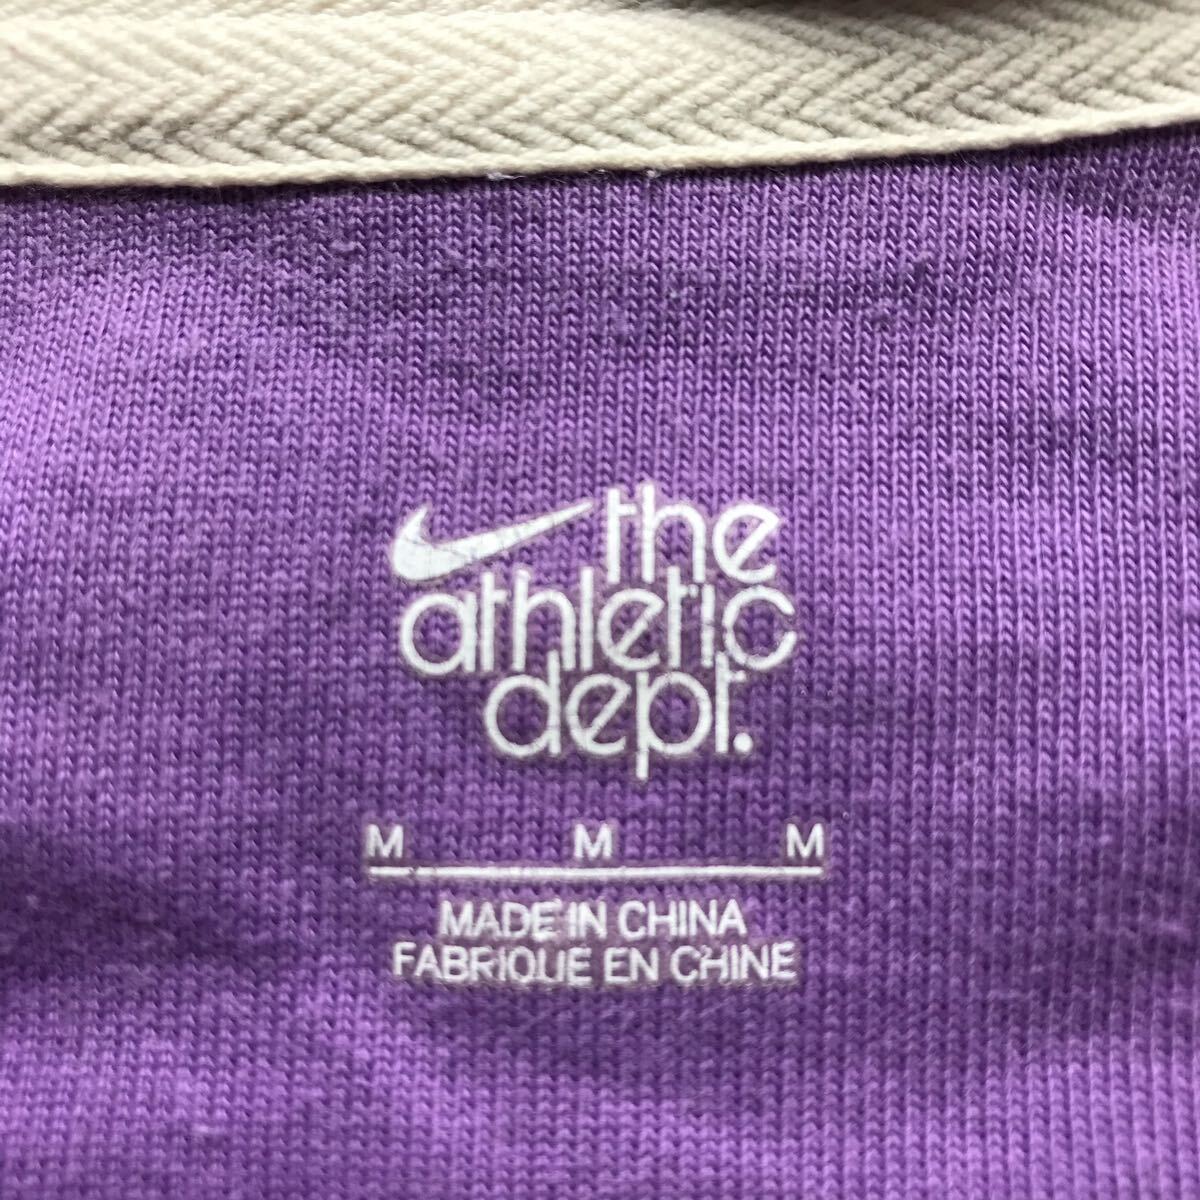 the
athletic
dept.
M M M
MADE IN CHINA
FABRIQUE EN CHINE